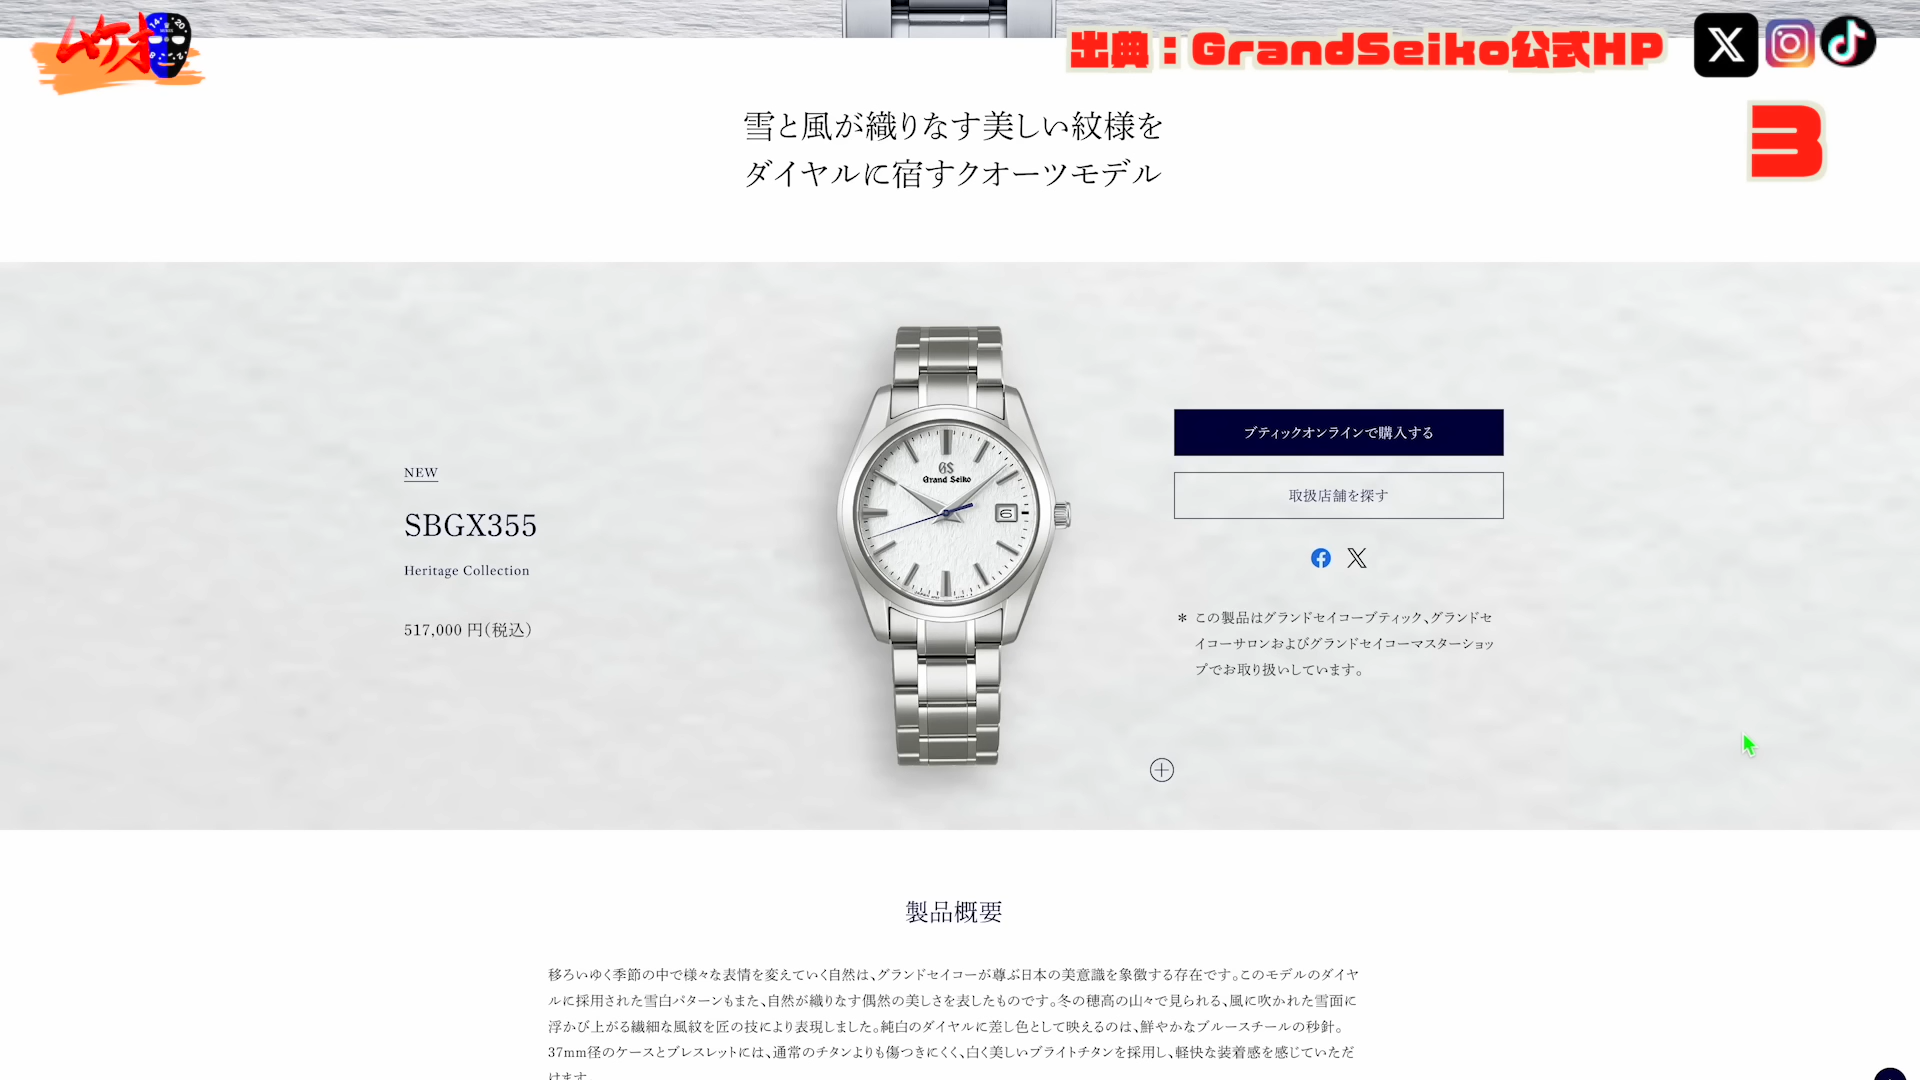 ムケオ
出典：GrandSeiko公式HP
3
雪と風が織りなす美しい紋様を
ダイヤルに宿すクオーツモデル
NEW
SBGX355
Heritage Collection
517,000 円（税込）
GS
Grand Seiko
6
ブティックオンラインで購入する
取扱店舗を探す
＊ この製品はグランドセイコーブティック、グランドセ
イコーサロンおよびグランドセイコーマスターショッ
プでお取り扱いしています。
製品概要
移ろいゆく季節の中で様々な表情を変えていく自然は、グランドセイコーが尊ぶ日本の美意識を象徴する存在です。このモデルのダイヤ
ルに採用された雪白パターンもまた、自然が織りなす偶然の美しさを表したものです。冬の穂高の山々で見られる、風に吹かれた雪面に
浮かび上がる繊細な風紋を匠の技により表現しました。純白のダイヤルに差し色として映えるのは、鮮やかなブルースチールの秒針。
37mm径のケースとブレスレットには、通常のチタンよりも傷つきにくく、白く美しいブライトチタンを採用し、軽快な装着感を感じていただ
けます。